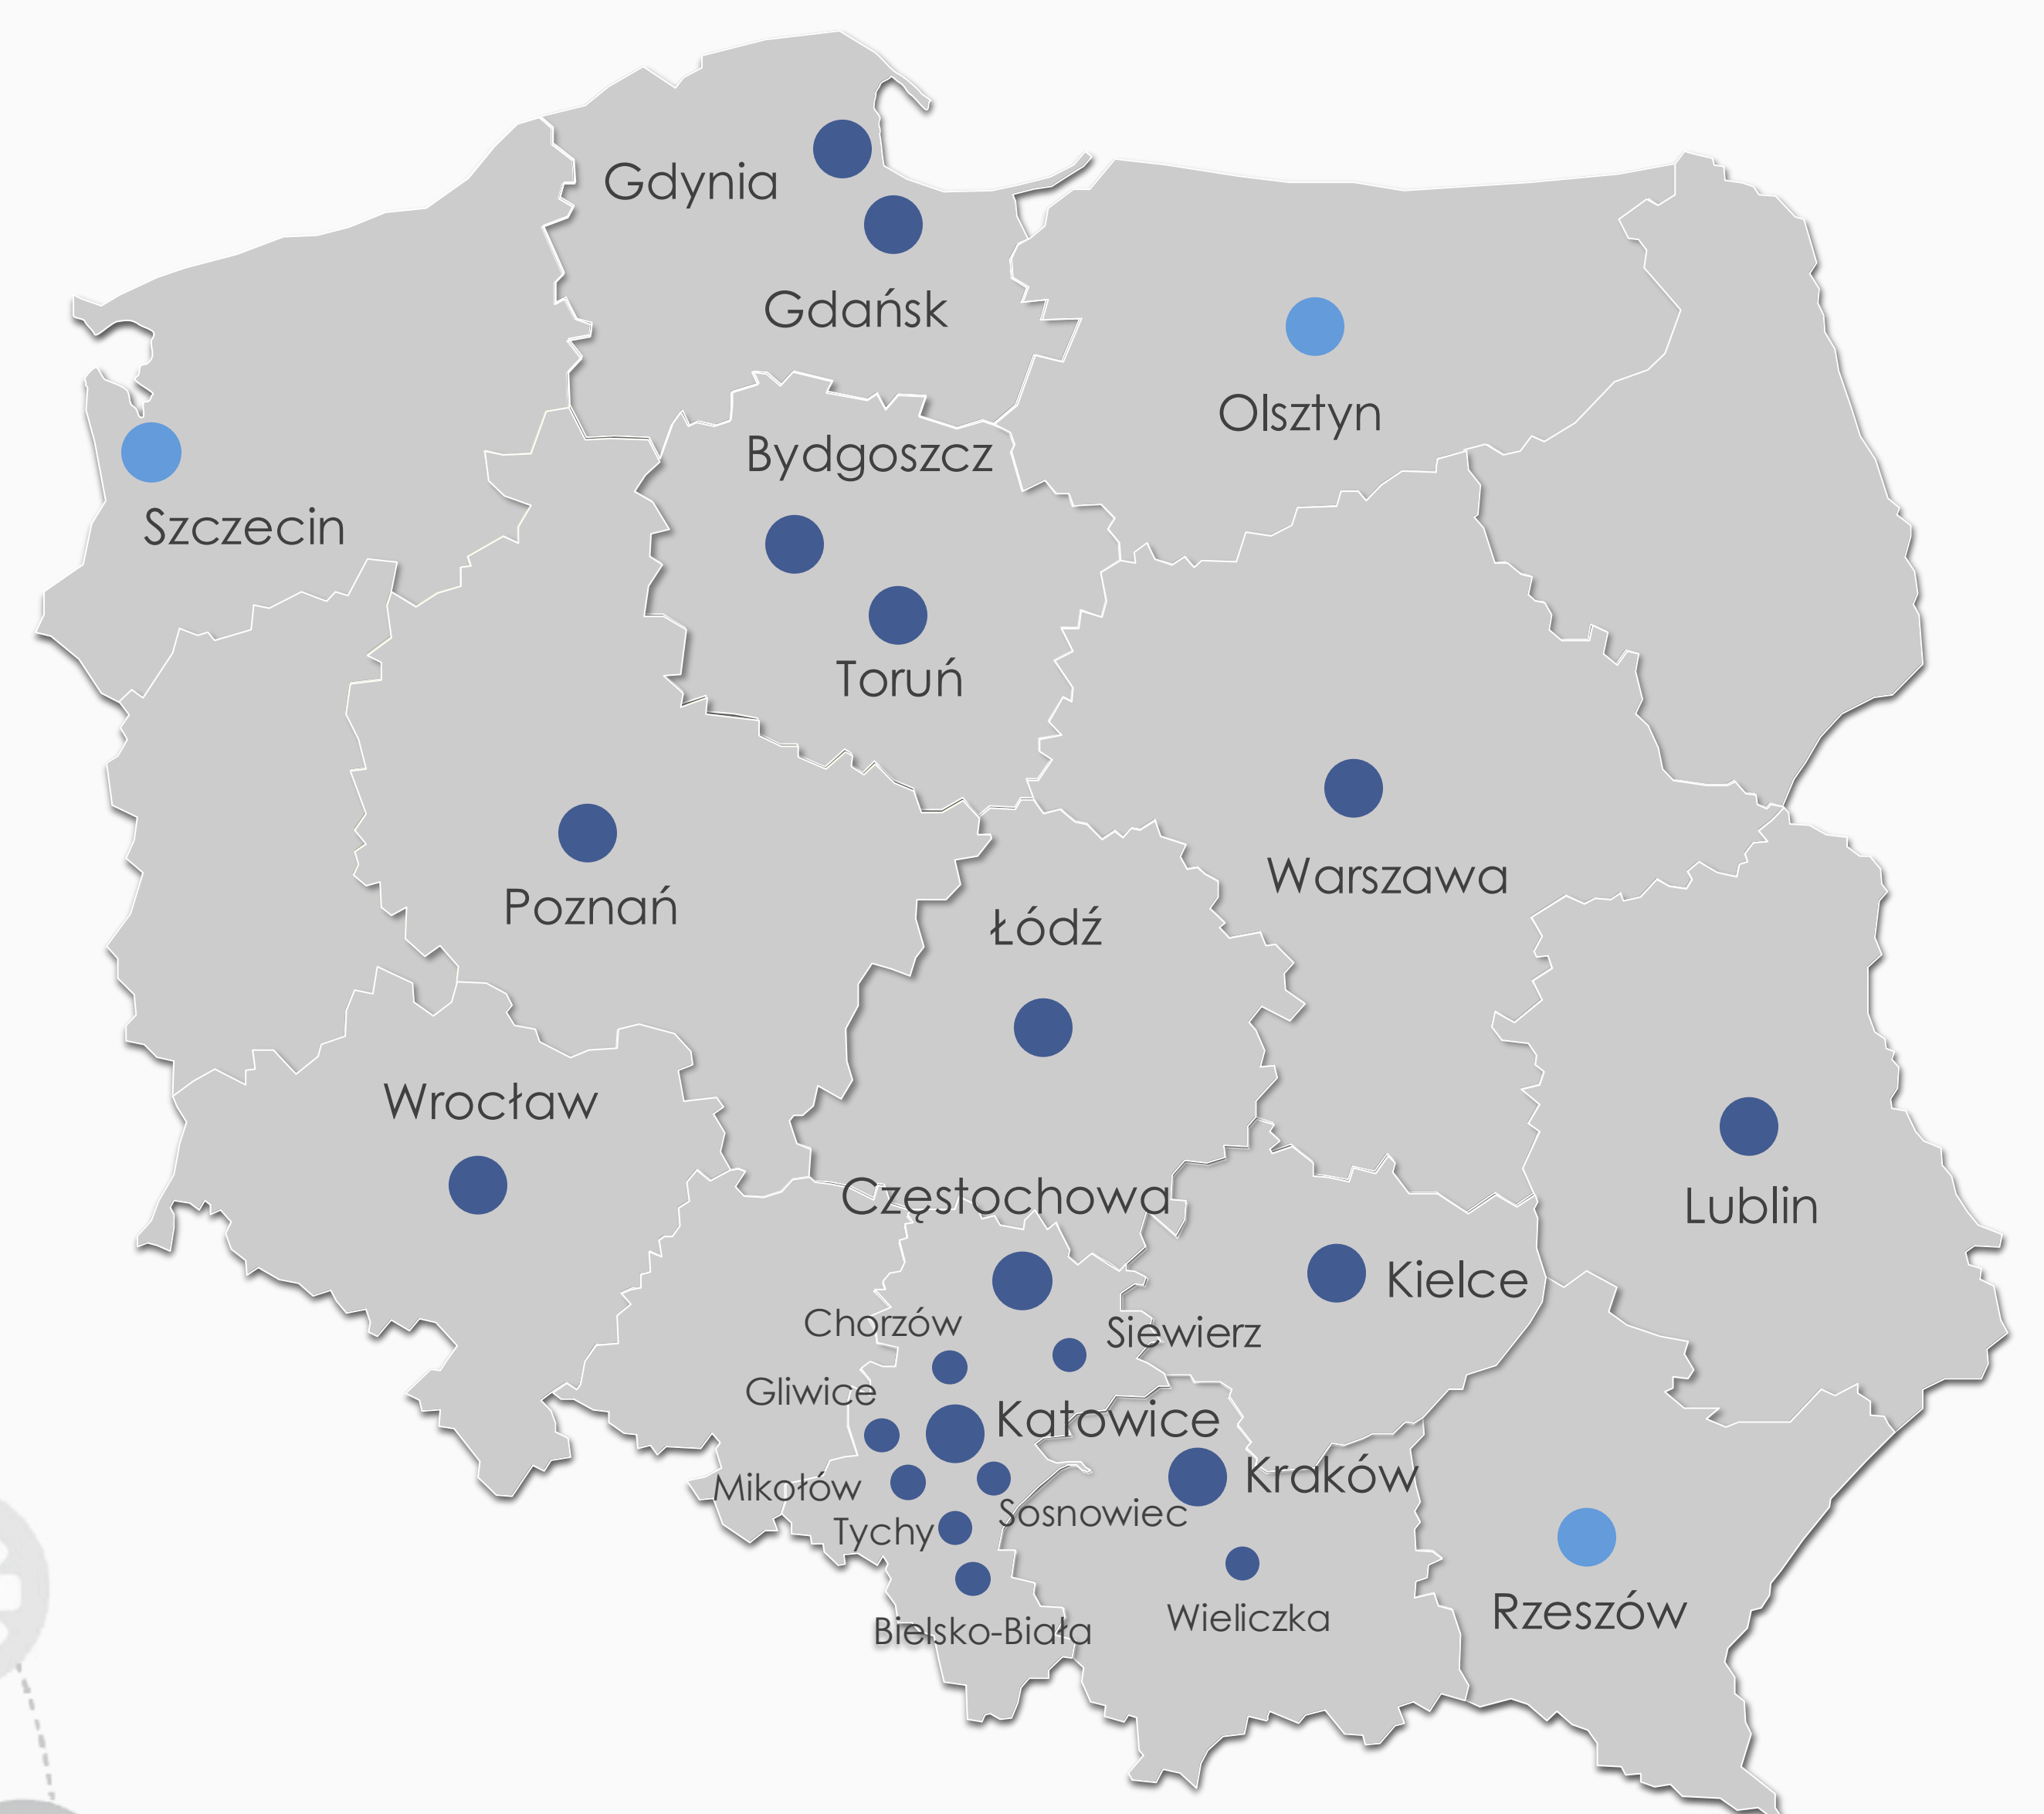 Gdynia
Gdańsk
Olsztyn
Bydgoszcz
Szczecin
Toruń
Warszawa
Poznań
Łódź
Wrocław
Częstochowa
Lublin
Kielce
Chorzów
Siewierz
Gliwice
Katowice
Kraków
Mikołów
Sosnowiec
Tychy
Rzeszów
Wieliczka
Bielsko-Biała